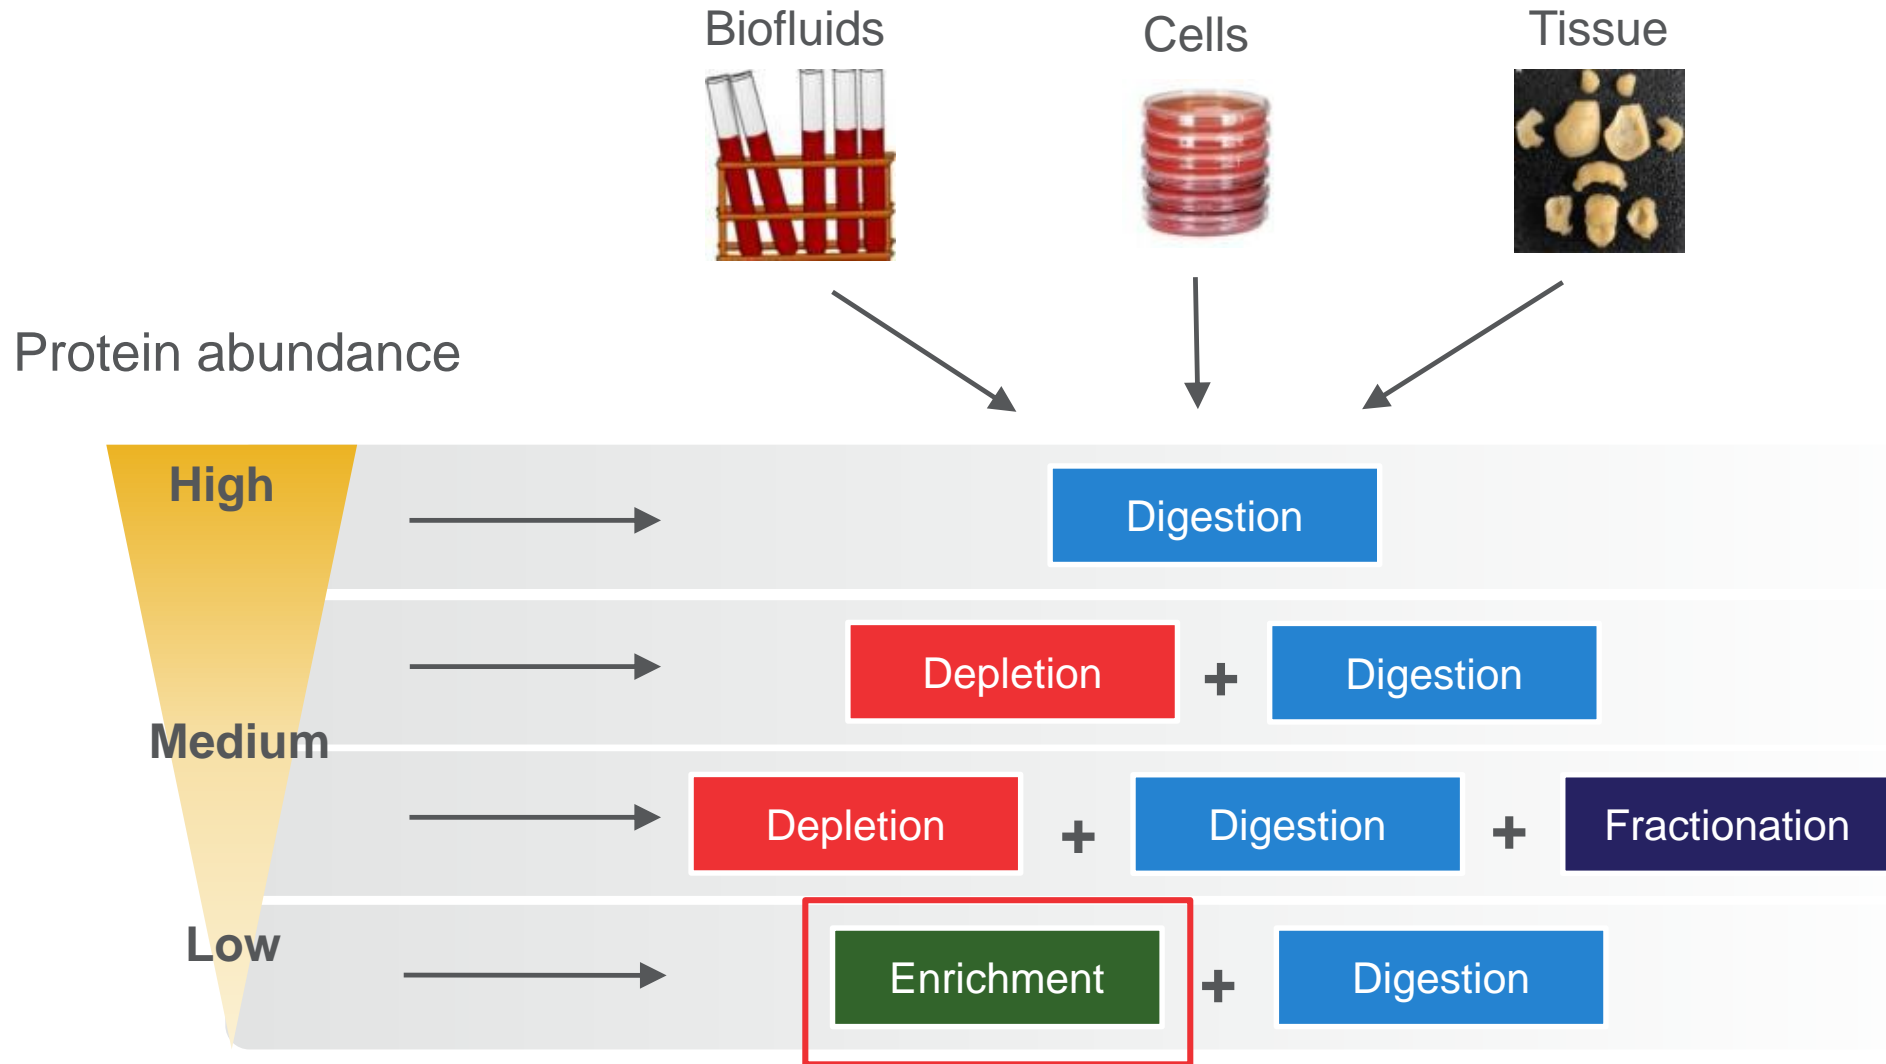 Biofluids
Cells
Tissue
Protein abundance
High
Digestion
Depletion + Digestion
Medium
Depletion + Digestion + Fractionation
Low
Enrichment + Digestion